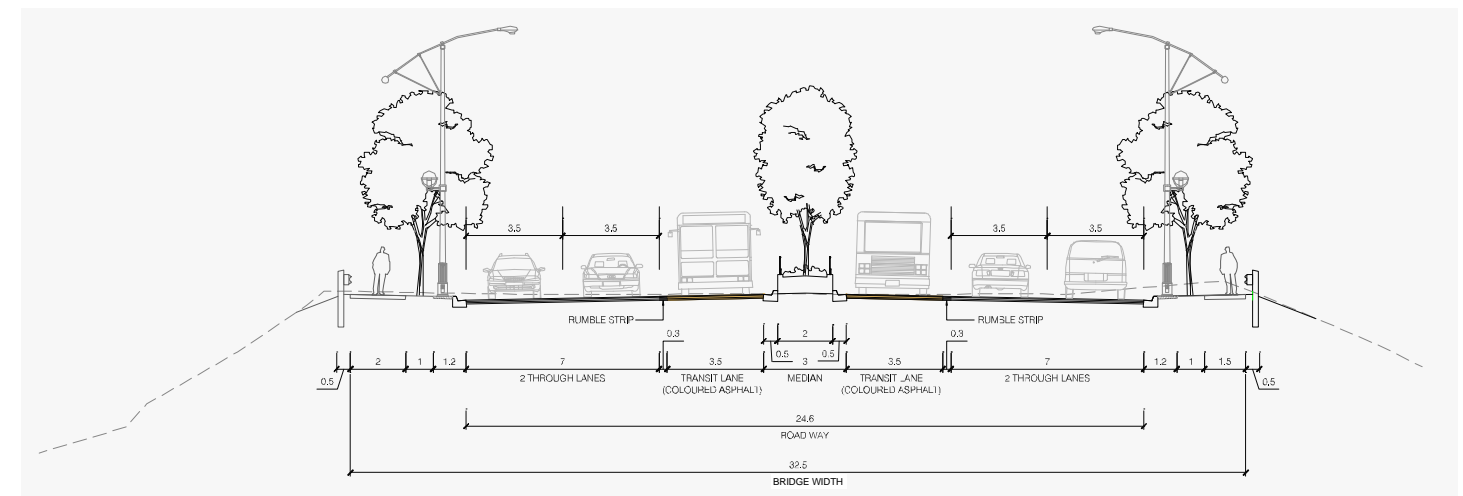 3.5 3.5 3.5 3.5
RUMBLE STRIP RUMBLE STRIP
0.3 2 0.3
0.5 0.5
2 1 1.2 7 3.5 3 3.5 7 1.2 1 1.5
0.5 2 THROUGH LANES TRANSIT LANE MEDIAN TRANSIT LANE 2 THROUGH LANES 0.5
(COLOURED ASPHALT) (COLOURED ASPHALT)
24.6
ROAD WAY
32.5
BRIDGE WIDTH